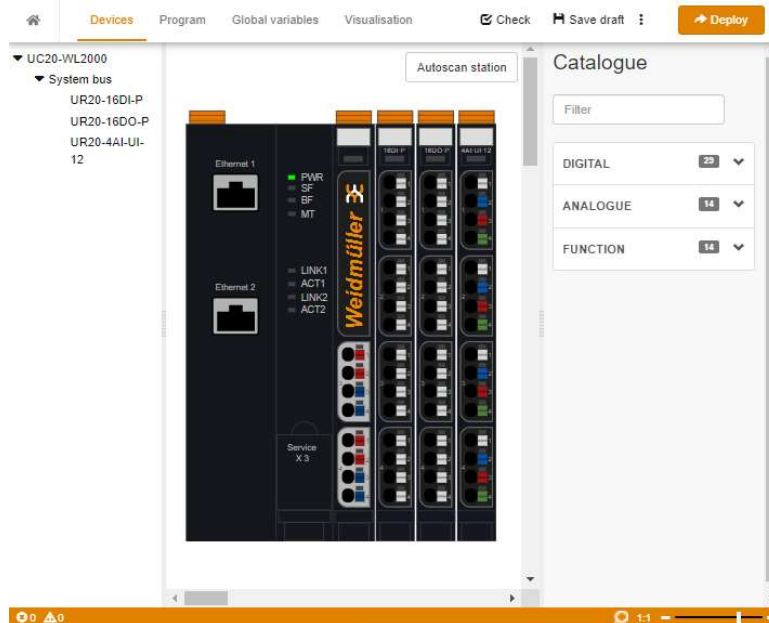 Devices
Program
Global variables
Visualisation
Check
Save draft
Deploy
UC20-WL2000
System bus
UR20-16DI-P
UR20-16DO-P
UR20-4AI-UI-
12
Autoscan station
Ethernet 1
PWR
SF
BF
MT
Ethernet 2
LINK1
ACT1
LINK2
ACT2
Service
X 3
Weidmüller
16DI-P
16DO-P
4AI-UI-12
Catalogue
Filter
DIGITAL 29
ANALOGUE 14
FUNCTION 14
0
0
1:1